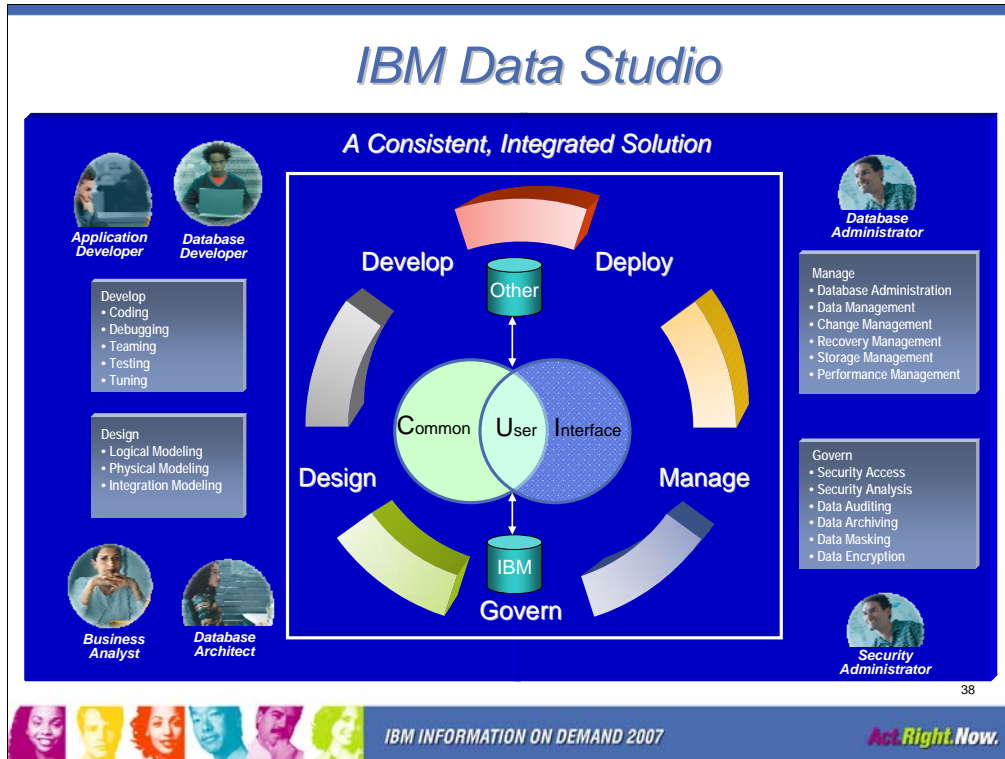 IBM Data Studio
A Consistent, Integrated Solution
Application
Developer
Database
Developer
Develop
• Coding
• Debugging
• Teaming
• Testing
• Tuning
Design
• Logical Modeling
• Physical Modeling
• Integration Modeling
Business
Analyst
Database
Architect
Develop
Deploy
Other
Common
User
Interface
Design
Manage
IBM
Govern
Database
Administrator
Manage
• Database Administration
• Data Management
• Change Management
• Recovery Management
• Storage Management
• Performance Management
Govern
• Security Access
• Security Analysis
• Data Auditing
• Data Archiving
• Data Masking
• Data Encryption
Security
Administrator
38
IBM INFORMATION ON DEMAND 2007
Act.Right.Now.